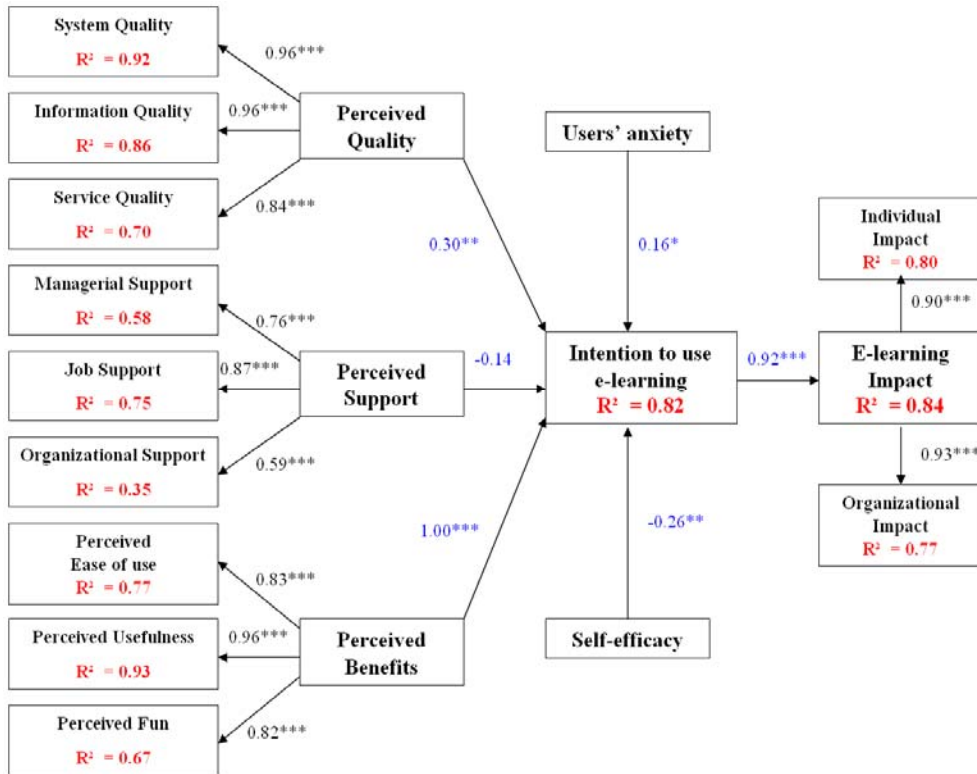 System Quality
R² = 0.92
0.96***
Information Quality
R² = 0.86
0.96***
Perceived
Quality
Service Quality
R² = 0.70
0.84***
Users’ anxiety
0.30**
0.16*
Managerial Support
R² = 0.58
0.76***
Job Support
R² = 0.75
0.87***
Perceived
Support
-0.14
Organizational Support
R² = 0.35
0.59***
Intention to use
e-learning
R² = 0.82
0.92***
Individual
Impact
R² = 0.80
0.90***
E-learning
Impact
R² = 0.84
0.93***
Organizational
Impact
R² = 0.77
Perceived
Ease of use
R² = 0.77
0.83***
1.00***
-0.26**
Perceived Usefulness
R² = 0.93
0.96***
Perceived
Benefits
Self-efficacy
Perceived Fun
R² = 0.67
0.82***